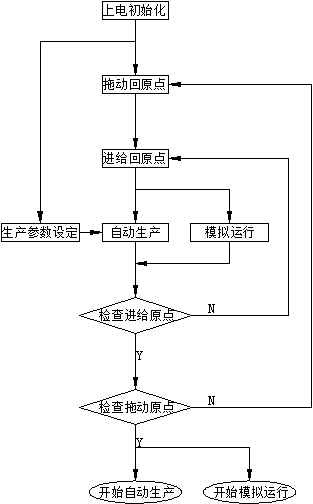 上电初始化
拖动回原点
进给回原点
生产参数设定
自动生产
模拟运行
检查进给原点
N
Y
检查拖动原点
N
Y
开始自动生产
开始模拟运行